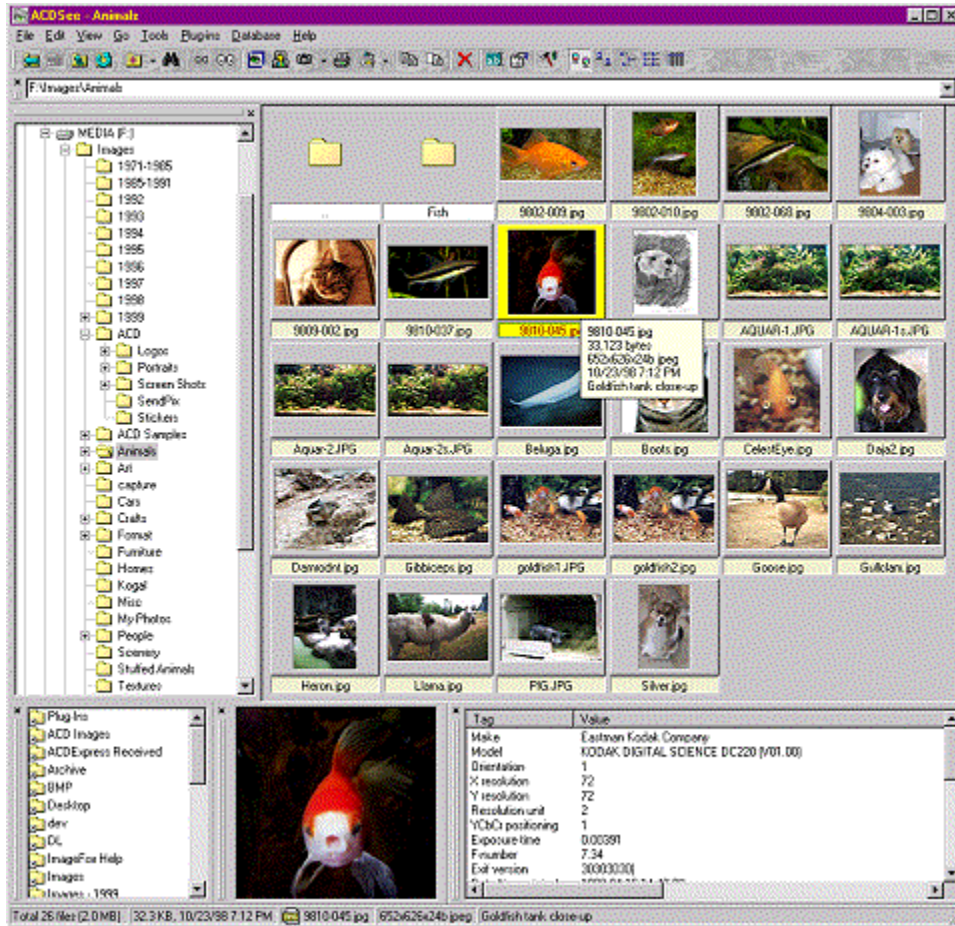 ACDSee - Animals
File Edit View Go Tools Plugins Database Help
F:\Images\Animals
MEDIA (F:)
Images
1971-1985
1985-1991
1992
1993
1994
1995
1996
1997
1998
1999
ACD
Logos
Portraits
Screen Shots
SendPix
Stickers
ACD Samples
Animals
Art
capture
Cars
Crafts
Format
Furniture
Homes
Kogal
Misc
My Photos
People
Scenery
Stuffed Animals
Textures
.. Fish 9802-009.jpg 9802-010.jpg 9802-068.jpg 9804-003.jpg
9809-002.jpg 9810-037.jpg 9810-045.jpg AQUAR-1.JPG AQUAR-1s.JPG
9810-045.jpg
33,123 bytes
652x626x24b jpeg
10/23/98 7:12 PM
Goldfish tank close-up
Aquar-2.JPG Aquar-2s.JPG Beluga.jpg Boots.jpg CelestEye.jpg Daja2.jpg
Damrodnt.jpg Gibbiceps.jpg goldfish1.JPG goldfish2.jpg Goose.jpg Gullclam.jpg
Heron.jpg Llama.jpg PIG.JPG Silver.jpg
Plug-Ins
ACD Images
ACDExpress Received
Archive
BMP
Desktop
dev
DL
ImageFox Help
Images
Images - 1999
Tag Value
Make Eastman Kodak Company
Model KODAK DIGITAL SCIENCE DC220 (V01.00)
Orientation 1
X resolution 72
Y resolution 72
Resolution unit 2
YCbCr positioning 1
Exposure time 0.00391
F-number 7.34
Exif version 30303030j
Total 26 files (2.0 MB) 32.3 KB, 10/23/98 7:12 PM 9810-045.jpg 652x626x24b jpeg Goldfish tank close-up